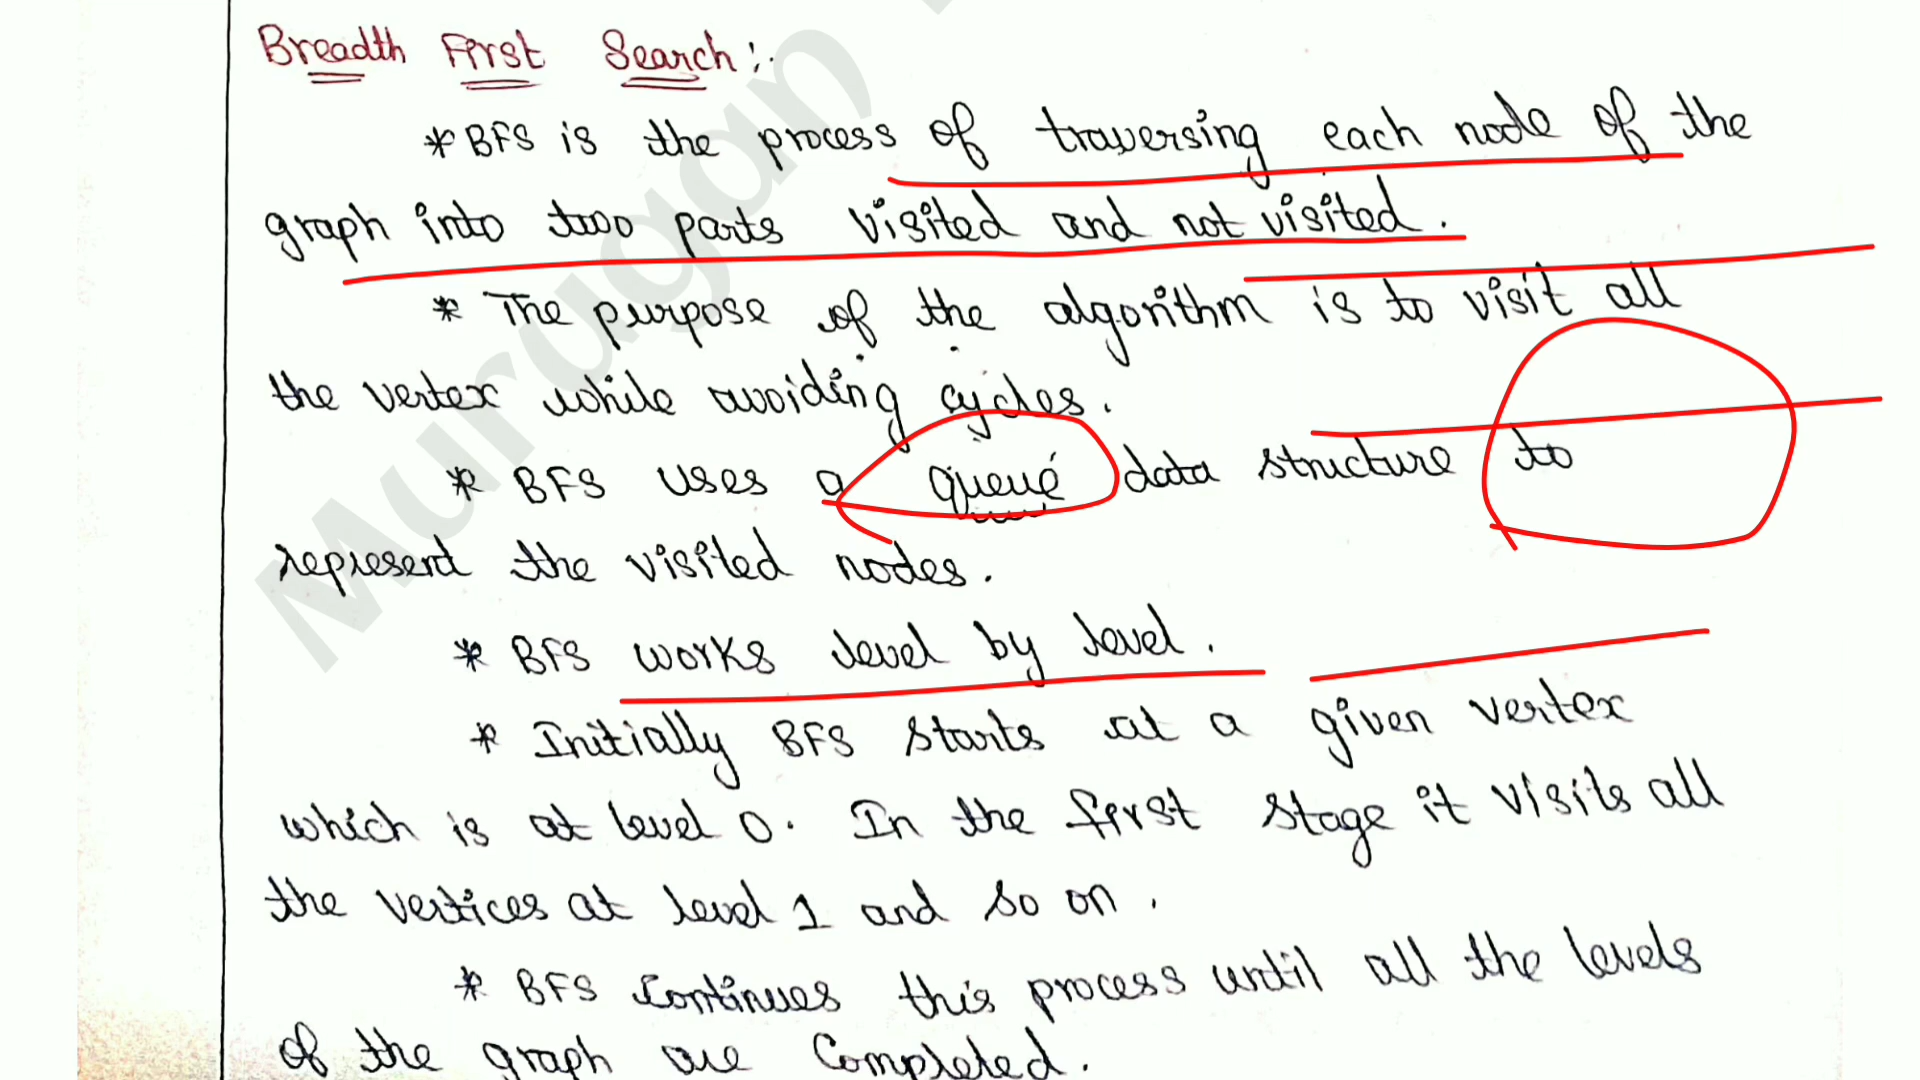 Breadth First Search :-
* BFS is the process of traversing each node of the
graph into two parts visited and not visited.
* The purpose of the algorithm is to visit all
the vertex while avoiding cycles.
* BFS uses a queue data structure to
represent the visited nodes.
* BFS works level by level.
* Initially BFS starts at a given vertex
which is at level 0. In the first stage it visits all
the vertices at level 1 and so on.
* BFS continues this process until all the levels
of the graph are completed.
Murugan